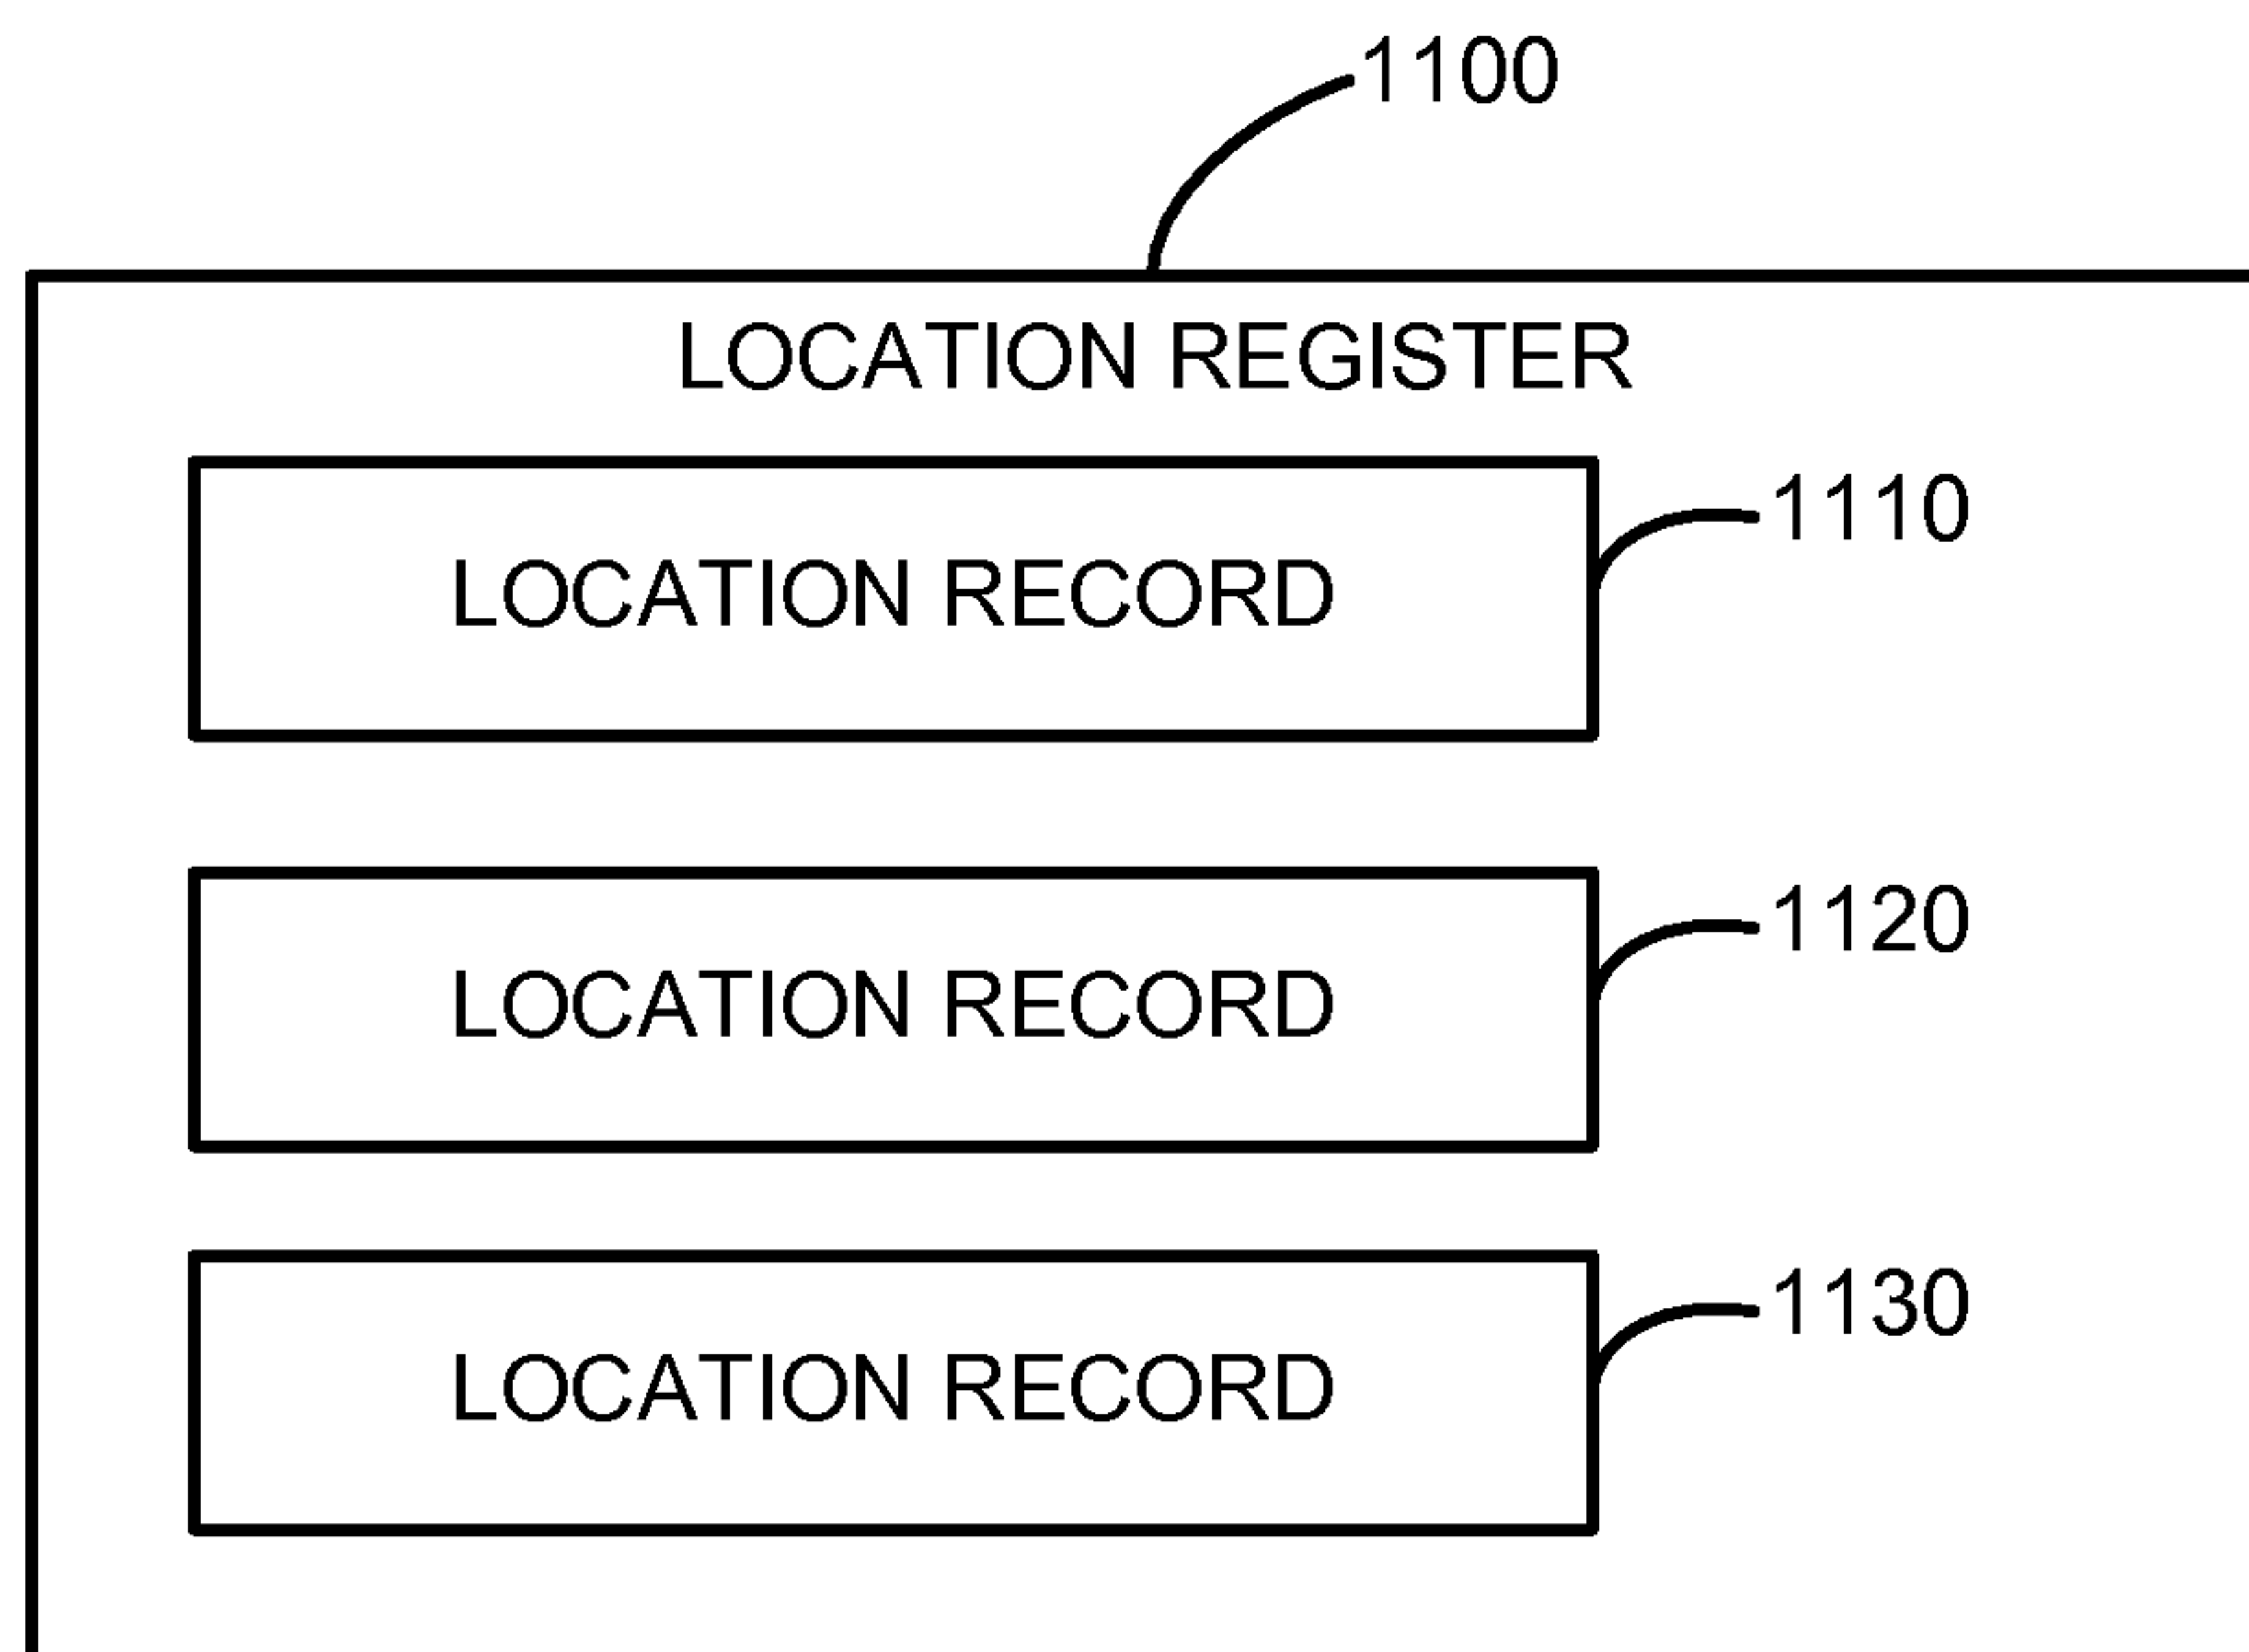 1100
LOCATION REGISTER
1110
LOCATION RECORD
1120
LOCATION RECORD
1130
LOCATION RECORD